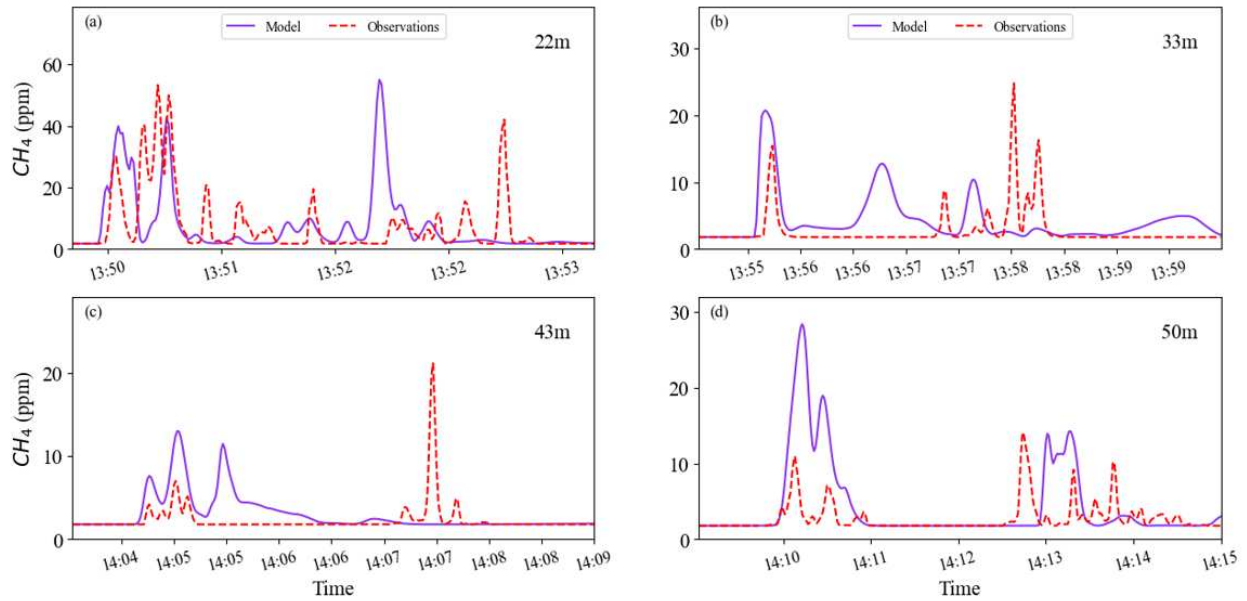 (a) Model Observations 22m
CH₄ (ppm)
60
40
20
0
13:50 13:51 13:52 13:52 13:53
(b) Model Observations 33m
30
20
10
0
13:55 13:56 13:56 13:57 13:57 13:58 13:58 13:59 13:59
(c) 43m
CH₄ (ppm)
20
10
0
14:04 14:05 14:05 14:06 14:06 14:07 14:07 14:08 14:08 14:09
Time
(d) 50m
30
20
10
0
14:10 14:11 14:12 14:13 14:14 14:15
Time